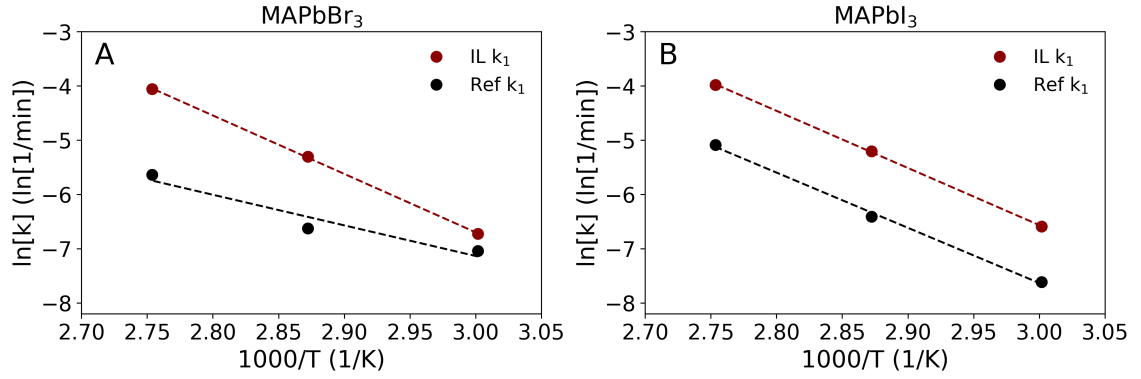 MAPbBr₃
A
IL k₁
Ref k₁
−3
−4
−5
−6
−7
−8
ln[k] (ln[1/min])
2.70 2.75 2.80 2.85 2.90 2.95 3.00 3.05
1000/T (1/K)
MAPbI₃
B
IL k₁
Ref k₁
−3
−4
−5
−6
−7
−8
ln[k] (ln[1/min])
2.70 2.75 2.80 2.85 2.90 2.95 3.00 3.05
1000/T (1/K)